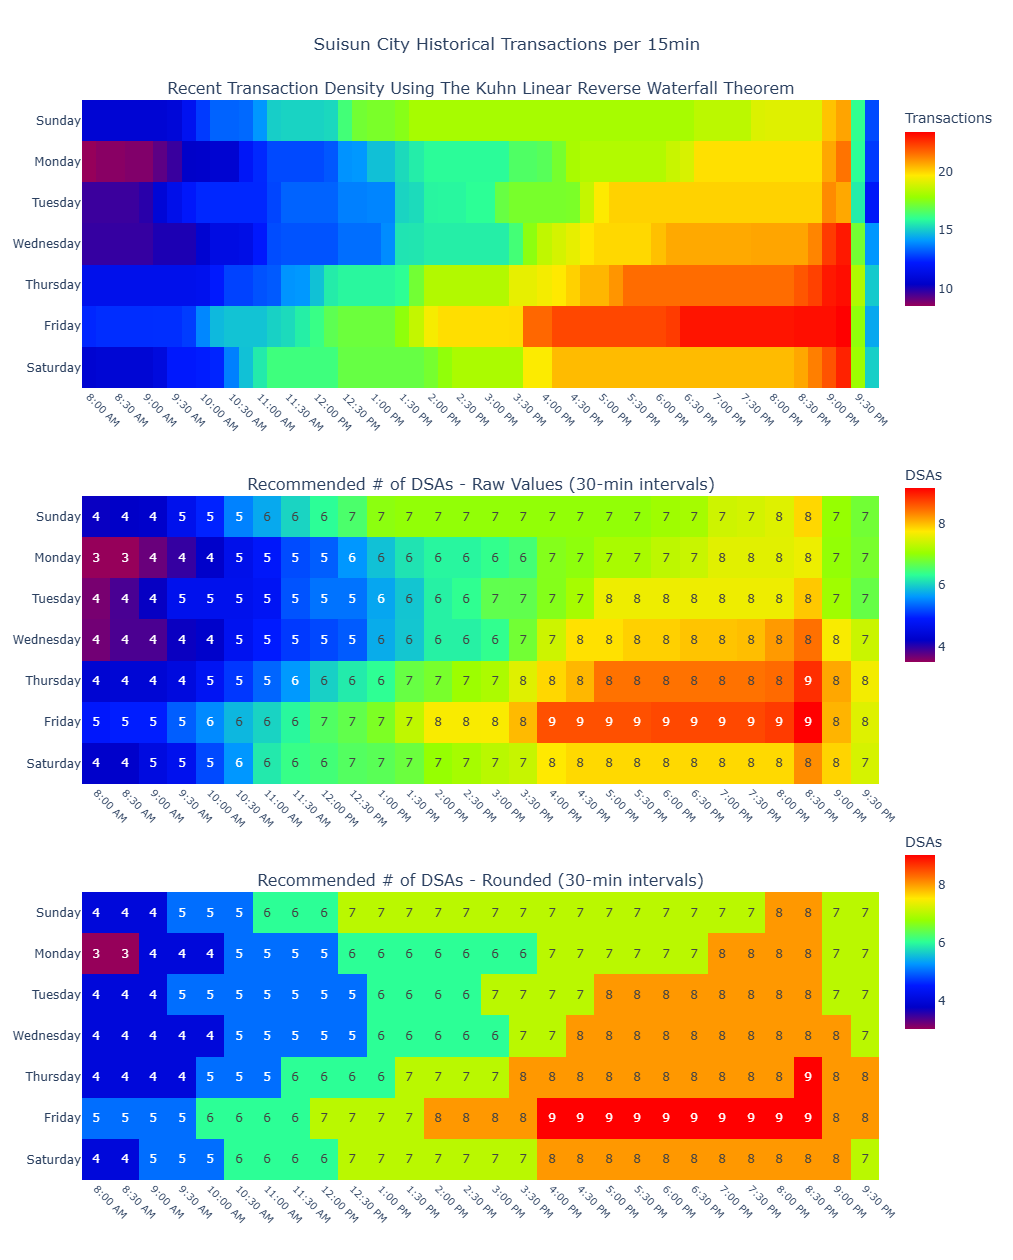 Suisun City Historical Transactions per 15min
Recent Transaction Density Using The Kuhn Linear Reverse Waterfall Theorem
Sunday
Monday
Tuesday
Wednesday
Thursday
Friday
Saturday
8:00 AM 8:30 AM 9:00 AM 9:30 AM 10:00 AM 10:30 AM 11:00 AM 11:30 AM 12:00 PM 12:30 PM 1:00 PM 1:30 PM 2:00 PM 2:30 PM 3:00 PM 3:30 PM 4:00 PM 4:30 PM 5:00 PM 5:30 PM 6:00 PM 6:30 PM 7:00 PM 7:30 PM 8:00 PM 8:30 PM 9:00 PM 9:30 PM
Transactions
20
15
10
Recommended # of DSAs - Raw Values (30-min intervals)
Sunday 4 4 4 5 5 5 6 6 6 7 7 7 7 7 7 7 7 7 7 7 7 7 7 7 8 8 7 7
Monday 3 3 4 4 4 5 5 5 5 6 6 6 6 6 6 6 7 7 7 7 7 7 8 8 8 8 7 7
Tuesday 4 4 4 5 5 5 5 5 5 5 6 6 6 6 7 7 7 7 8 8 8 8 8 8 8 8 7 7
Wednesday 4 4 4 4 4 5 5 5 5 5 6 6 6 6 6 7 7 8 8 8 8 8 8 8 8 8 8 7
Thursday 4 4 4 4 5 5 5 6 6 6 6 7 7 7 7 8 8 8 8 8 8 8 8 8 8 9 8 8
Friday 5 5 5 5 6 6 6 6 7 7 7 7 8 8 8 8 9 9 9 9 9 9 9 9 9 9 8 8
Saturday 4 4 5 5 5 6 6 6 6 7 7 7 7 7 7 7 8 8 8 8 8 8 8 8 8 8 8 7
8:00 AM 8:30 AM 9:00 AM 9:30 AM 10:00 AM 10:30 AM 11:00 AM 11:30 AM 12:00 PM 12:30 PM 1:00 PM 1:30 PM 2:00 PM 2:30 PM 3:00 PM 3:30 PM 4:00 PM 4:30 PM 5:00 PM 5:30 PM 6:00 PM 6:30 PM 7:00 PM 7:30 PM 8:00 PM 8:30 PM 9:00 PM 9:30 PM
DSAs
8
6
4
Recommended # of DSAs - Rounded (30-min intervals)
Sunday 4 4 4 5 5 5 6 6 6 7 7 7 7 7 7 7 7 7 7 7 7 7 7 7 8 8 7 7
Monday 3 3 4 4 4 5 5 5 5 6 6 6 6 6 6 6 7 7 7 7 7 7 8 8 8 8 7 7
Tuesday 4 4 4 5 5 5 5 5 5 5 6 6 6 6 7 7 7 7 8 8 8 8 8 8 8 8 7 7
Wednesday 4 4 4 4 4 5 5 5 5 5 6 6 6 6 6 7 7 8 8 8 8 8 8 8 8 8 8 7
Thursday 4 4 4 4 5 5 5 6 6 6 6 7 7 7 7 8 8 8 8 8 8 8 8 8 8 9 8 8
Friday 5 5 5 5 6 6 6 6 7 7 7 7 8 8 8 8 9 9 9 9 9 9 9 9 9 9 8 8
Saturday 4 4 5 5 5 6 6 6 6 7 7 7 7 7 7 7 8 8 8 8 8 8 8 8 8 8 8 7
8:00 AM 8:30 AM 9:00 AM 9:30 AM 10:00 AM 10:30 AM 11:00 AM 11:30 AM 12:00 PM 12:30 PM 1:00 PM 1:30 PM 2:00 PM 2:30 PM 3:00 PM 3:30 PM 4:00 PM 4:30 PM 5:00 PM 5:30 PM 6:00 PM 6:30 PM 7:00 PM 7:30 PM 8:00 PM 8:30 PM 9:00 PM 9:30 PM
DSAs
8
6
4